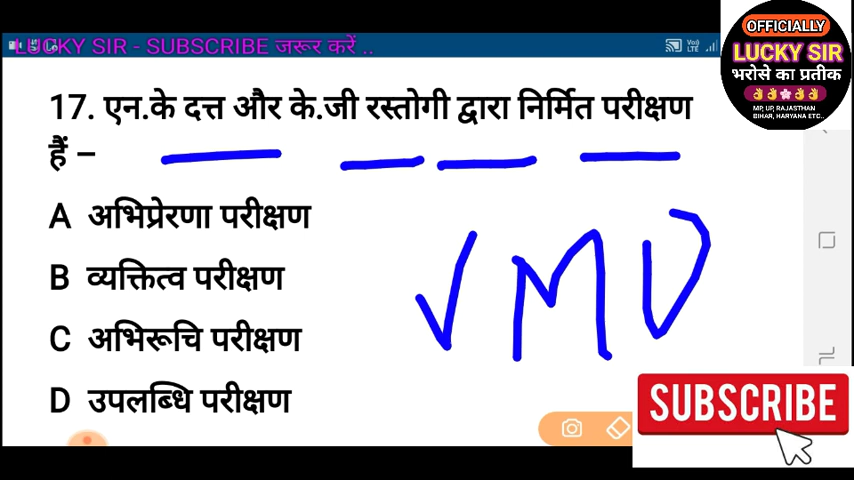 LUCKY SIR - SUBSCRIBE जरूर करें ..
OFFICIALLY
LUCKY SIR
भरोसे का प्रतीक
MP, UP, RAJASTHAN
BIHAR, HARYANA ETC..
17. एन.के दत्त और के.जी रस्तोगी द्वारा निर्मित परीक्षण
हैं –
A अभिप्रेरणा परीक्षण
B व्यक्तित्व परीक्षण
C अभिरूचि परीक्षण
D उपलब्धि परीक्षण
SUBSCRIBE